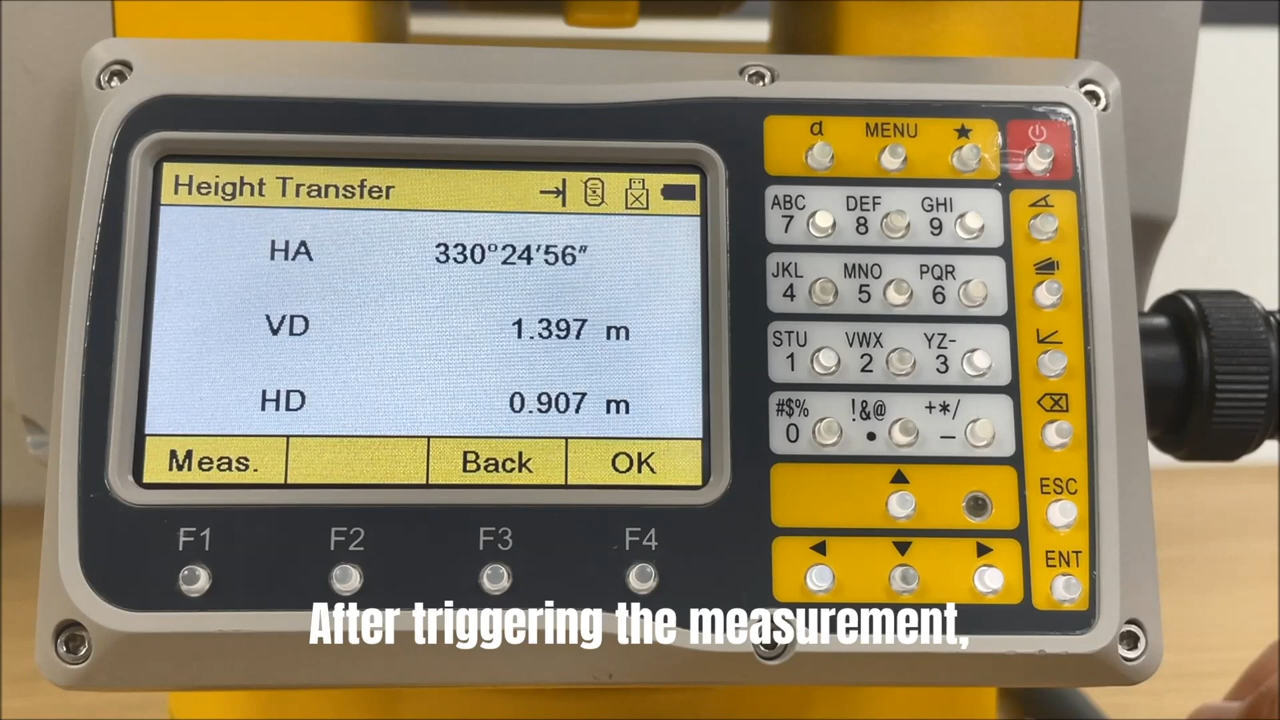 Height Transfer
HA 330°24′56″
VD 1.397 m
HD 0.907 m
Meas. Back OK
F1 F2 F3 F4
α MENU ★
ABC DEF GHI
7 8 9
JKL MNO PQR
4 5 6
STU VWX YZ-
1 2 3
#$% !&@ +*/
0 • –
▲
◀ ▼ ▶
ESC
ENT
After triggering the measurement,